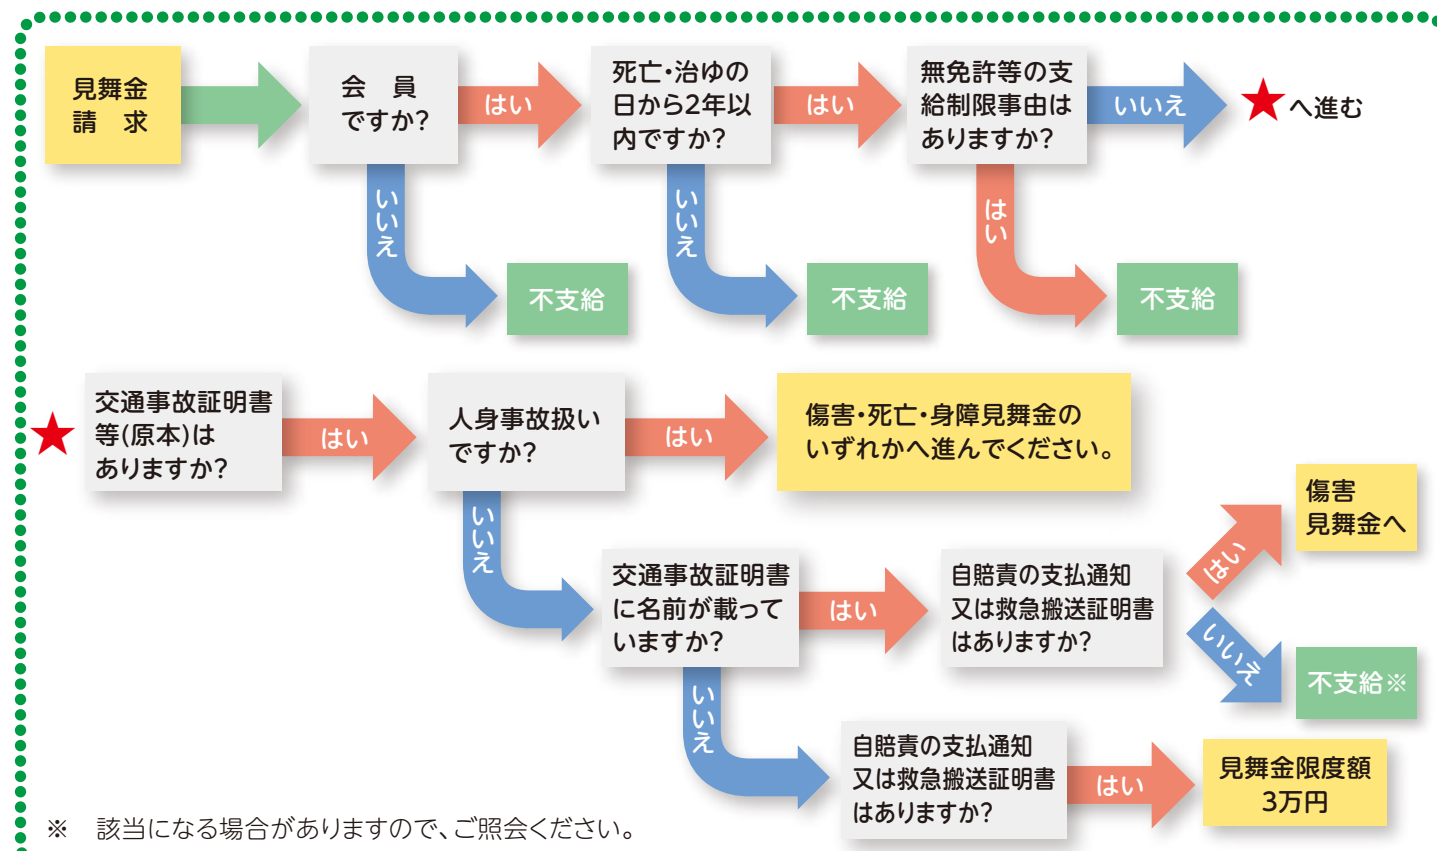 見舞金
請　求
会　員
ですか?
はい
死亡・治ゆの
日から2年以
内ですか?
はい
無免許等の支
給制限事由は
ありますか?
いいえ
★へ進む
いいえ
不支給
いいえ
不支給
はい
不支給
★
交通事故証明書
等(原本)は
ありますか?
はい
人身事故扱い
ですか?
はい
傷害・死亡・身障見舞金の
いずれかへ進んでください。
いいえ
交通事故証明書
に名前が載って
いますか?
はい
自賠責の支払通知
又は救急搬送証明書
はありますか?
はい
傷害
見舞金へ
いいえ
不支給※
いいえ
自賠責の支払通知
又は救急搬送証明書
はありますか?
はい
見舞金限度額
3万円
※　該当になる場合がありますので、ご照会ください。